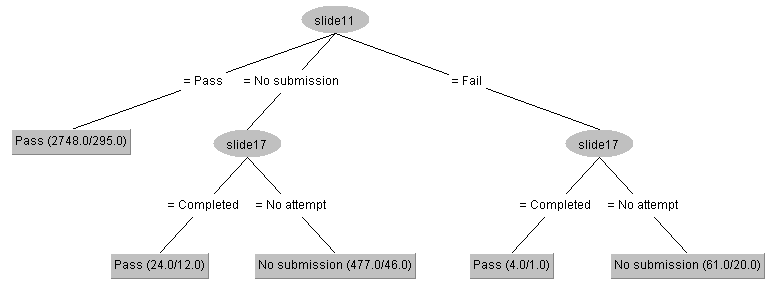 slide11
= Pass
= No submission
= Fail
Pass (2748.0/295.0)
slide17
slide17
= Completed
= No attempt
= Completed
= No attempt
Pass (24.0/12.0)
No submission (477.0/46.0)
Pass (4.0/1.0)
No submission (61.0/20.0)